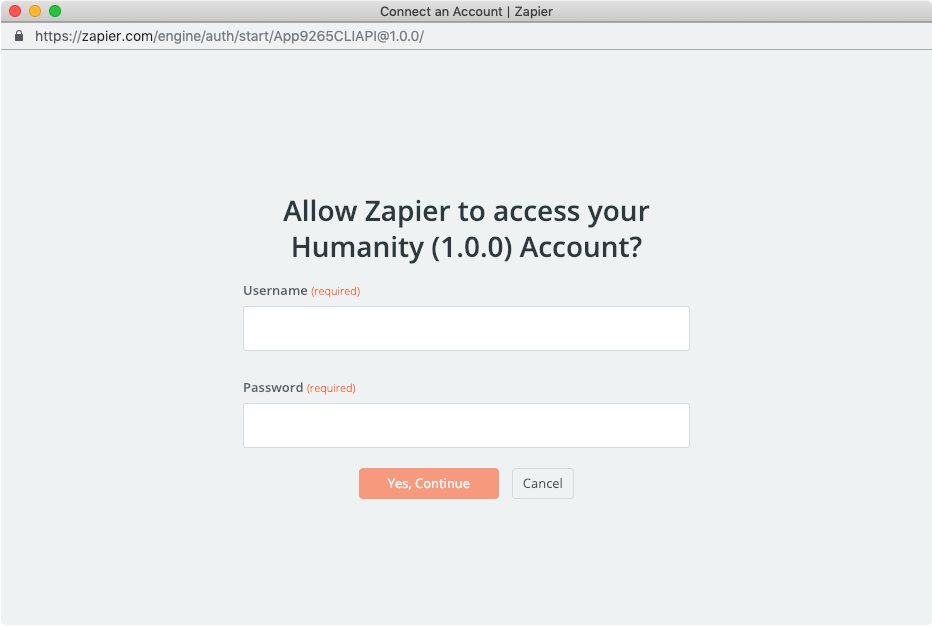 Connect an Account | Zapier
https://zapier.com/engine/auth/start/App9265CLIAPI@1.0.0/
Allow Zapier to access your
Humanity (1.0.0) Account?
Username (required)
Password (required)
Yes, Continue Cancel